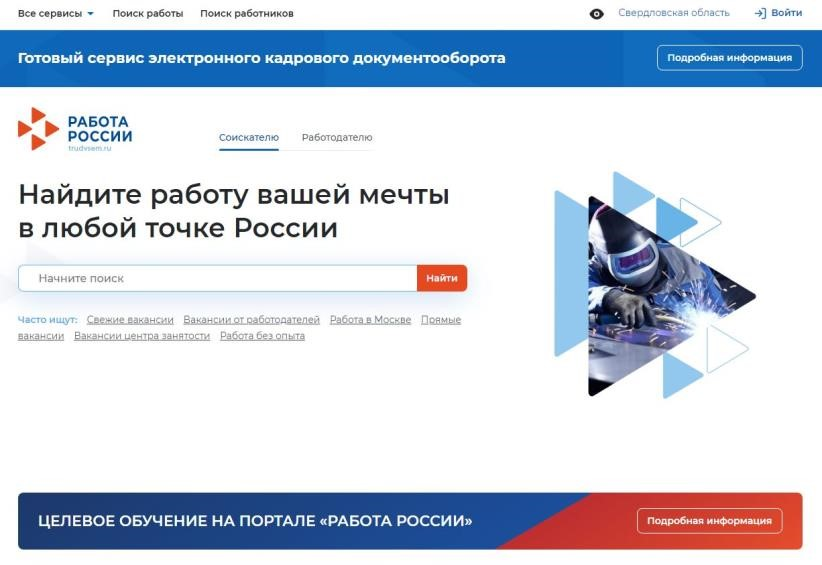 Все сервисы Поиск работы Поиск работников Свердловская область Войти
Готовый сервис электронного кадрового документооборота Подробная информация
РАБОТА
РОССИИ
trudvsem.ru
Соискателю Работодателю
Найдите работу вашей мечты
в любой точке России
Начните поиск Найти
Часто ищут: Свежие вакансии Вакансии от работодателей Работа в Москве Прямые
вакансии Вакансии центра занятости Работа без опыта
ЦЕЛЕВОЕ ОБУЧЕНИЕ НА ПОРТАЛЕ «РАБОТА РОССИИ» Подробная информация